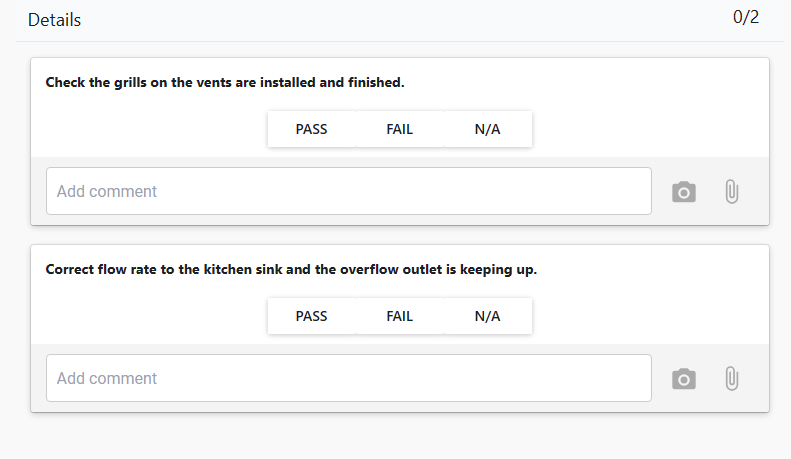 Details 0/2
Check the grills on the vents are installed and finished.
PASS FAIL N/A
Add comment
Correct flow rate to the kitchen sink and the overflow outlet is keeping up.
PASS FAIL N/A
Add comment